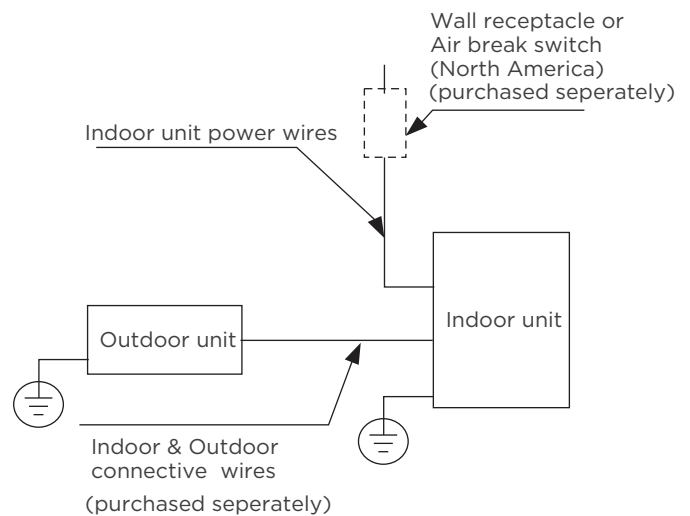 Wall receptacle or
Air break switch
(North America)
(purchased seperately)
Indoor unit power wires
Indoor unit
Outdoor unit
Indoor & Outdoor
connective wires
(purchased seperately)